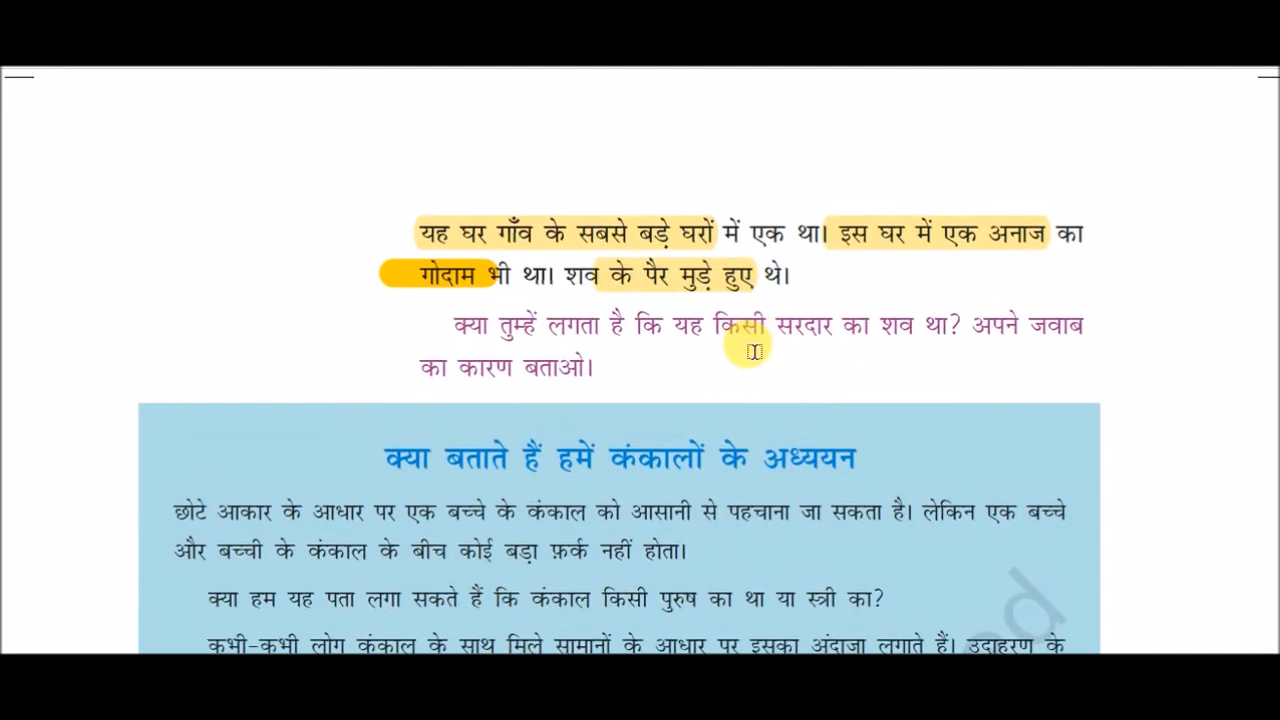 यह घर गाँव के सबसे बड़े घरों में एक था। इस घर में एक अनाज का
गोदाम भी था। शव के पैर मुड़े हुए थे।
क्या तुम्हें लगता है कि यह किसी सरदार का शव था? अपने जवाब
का कारण बताओ।
क्या बताते हैं हमें कंकालों के अध्ययन
छोटे आकार के आधार पर एक बच्चे के कंकाल को आसानी से पहचाना जा सकता है। लेकिन एक बच्चे
और बच्ची के कंकाल के बीच कोई बड़ा फ़र्क नहीं होता।
क्या हम यह पता लगा सकते हैं कि कंकाल किसी पुरुष का था या स्त्री का?
कभी-कभी लोग कंकाल के साथ मिले सामानों के आधार पर इसका अंदाजा लगाते हैं। उदाहरण के